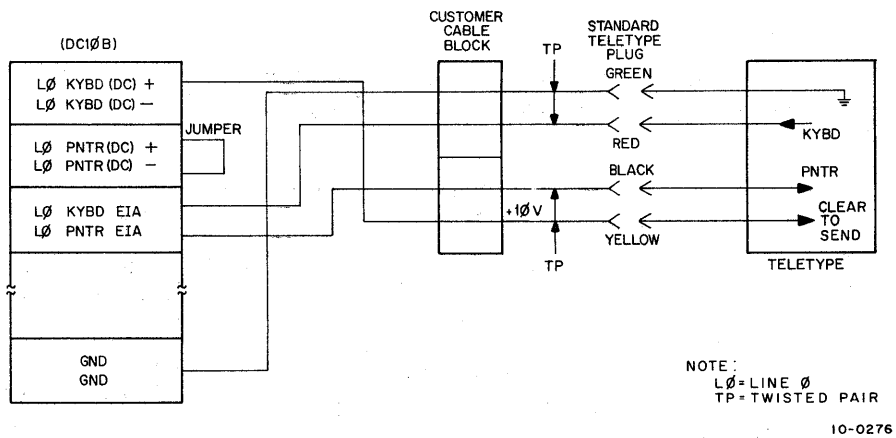 (DC1ØB)
CUSTOMER
CABLE
BLOCK
STANDARD
TELETYPE
PLUG
TP
GREEN
LØ KYBD (DC) +
LØ KYBD (DC) −
JUMPER
LØ PNTR (DC) +
LØ PNTR (DC) −
RED
KYBD
BLACK
PNTR
LØ KYBD EIA
LØ PNTR EIA
+1Ø V
CLEAR
TO
SEND
YELLOW
TP
TELETYPE
GND
GND
NOTE:
LØ = LINE Ø
TP = TWISTED PAIR
10-0276